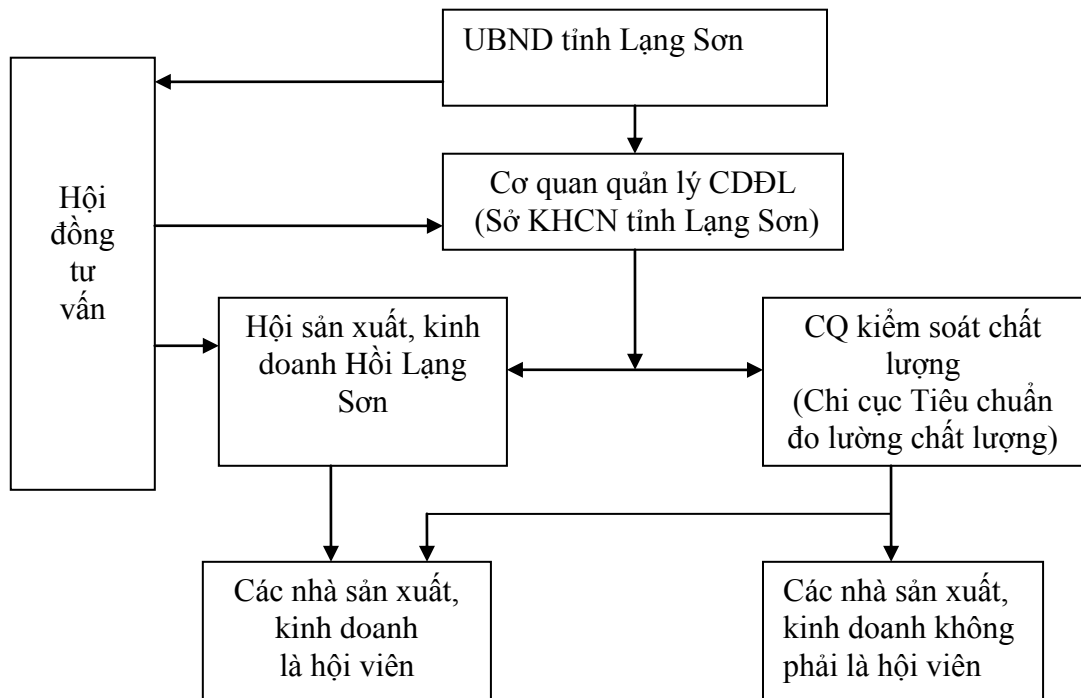 UBND tỉnh Lạng Sơn
Hội
đồng
tư
vấn
Cơ quan quản lý CDĐL
(Sở KHCN tỉnh Lạng Sơn)
Hội sản xuất, kinh
doanh Hồi Lạng
Sơn
CQ kiểm soát chất
lượng
(Chi cục Tiêu chuẩn
đo lường chất lượng)
Các nhà sản xuất,
kinh doanh
là hội viên
Các nhà sản xuất,
kinh doanh không
phải là hội viên